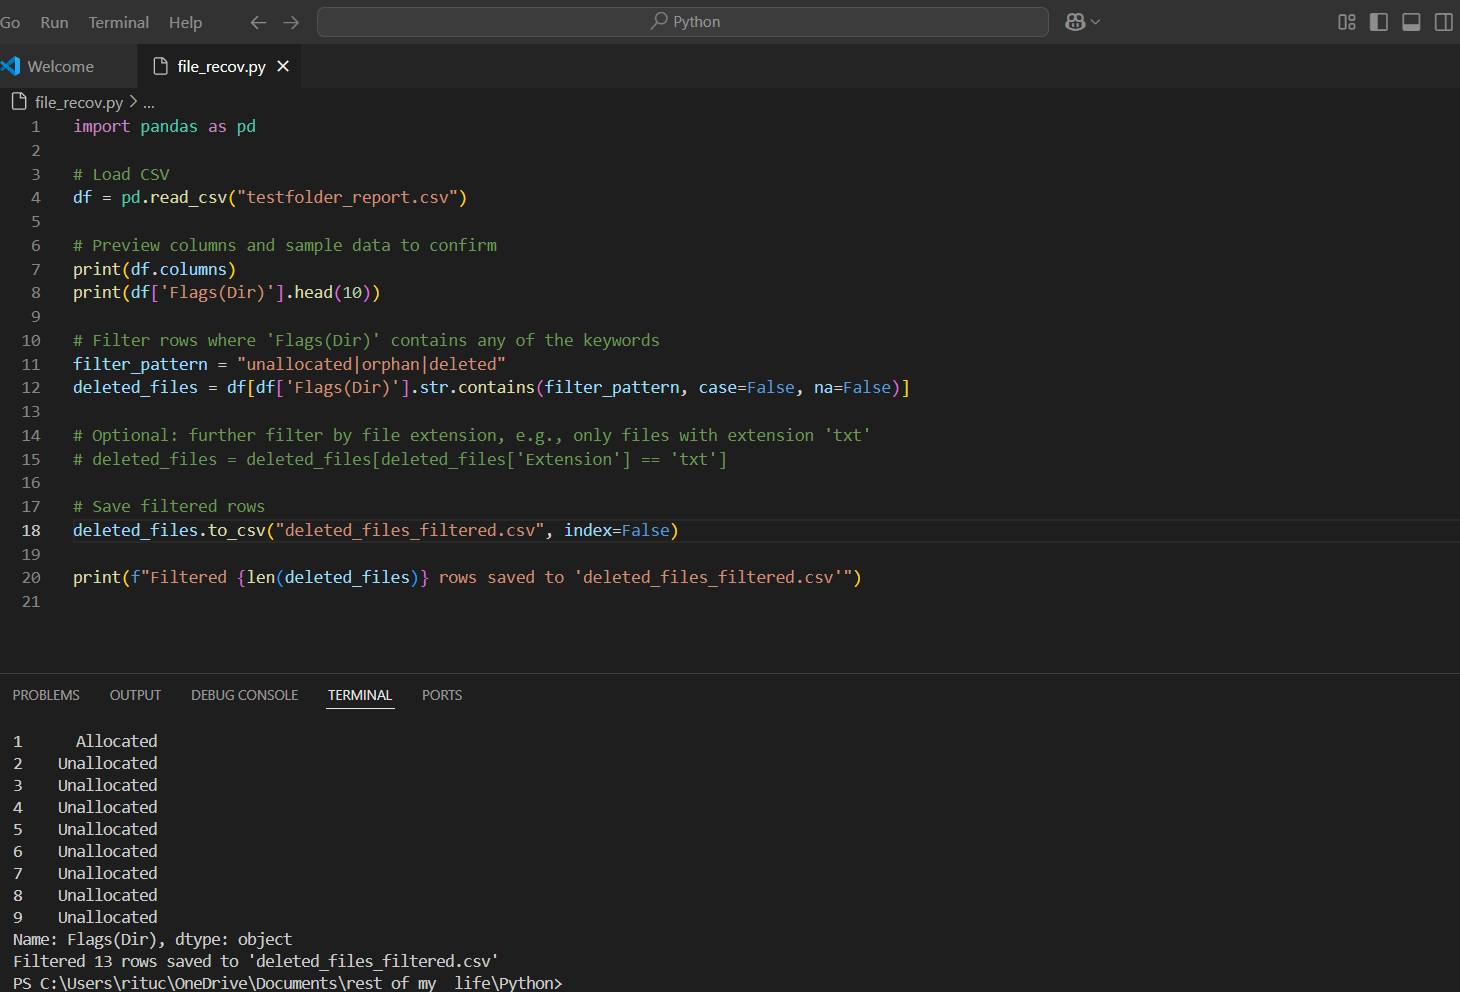 Go Run Terminal Help Python
Welcome file_recov.py
file_recov.py > ...
1 import pandas as pd
2
3 # Load CSV
4 df = pd.read_csv("testfolder_report.csv")
5
6 # Preview columns and sample data to confirm
7 print(df.columns)
8 print(df['Flags(Dir)'].head(10))
9
10 # Filter rows where 'Flags(Dir)' contains any of the keywords
11 filter_pattern = "unallocated|orphan|deleted"
12 deleted_files = df[df['Flags(Dir)'].str.contains(filter_pattern, case=False, na=False)]
13
14 # Optional: further filter by file extension, e.g., only files with extension 'txt'
15 # deleted_files = deleted_files[deleted_files['Extension'] == 'txt']
16
17 # Save filtered rows
18 deleted_files.to_csv("deleted_files_filtered.csv", index=False)
19
20 print(f"Filtered {len(deleted_files)} rows saved to 'deleted_files_filtered.csv'")
21
PROBLEMS OUTPUT DEBUG CONSOLE TERMINAL PORTS
1 Allocated
2 Unallocated
3 Unallocated
4 Unallocated
5 Unallocated
6 Unallocated
7 Unallocated
8 Unallocated
9 Unallocated
Name: Flags(Dir), dtype: object
Filtered 13 rows saved to 'deleted_files_filtered.csv'
PS C:\Users\rituc\OneDrive\Documents\rest of my  life\Python>